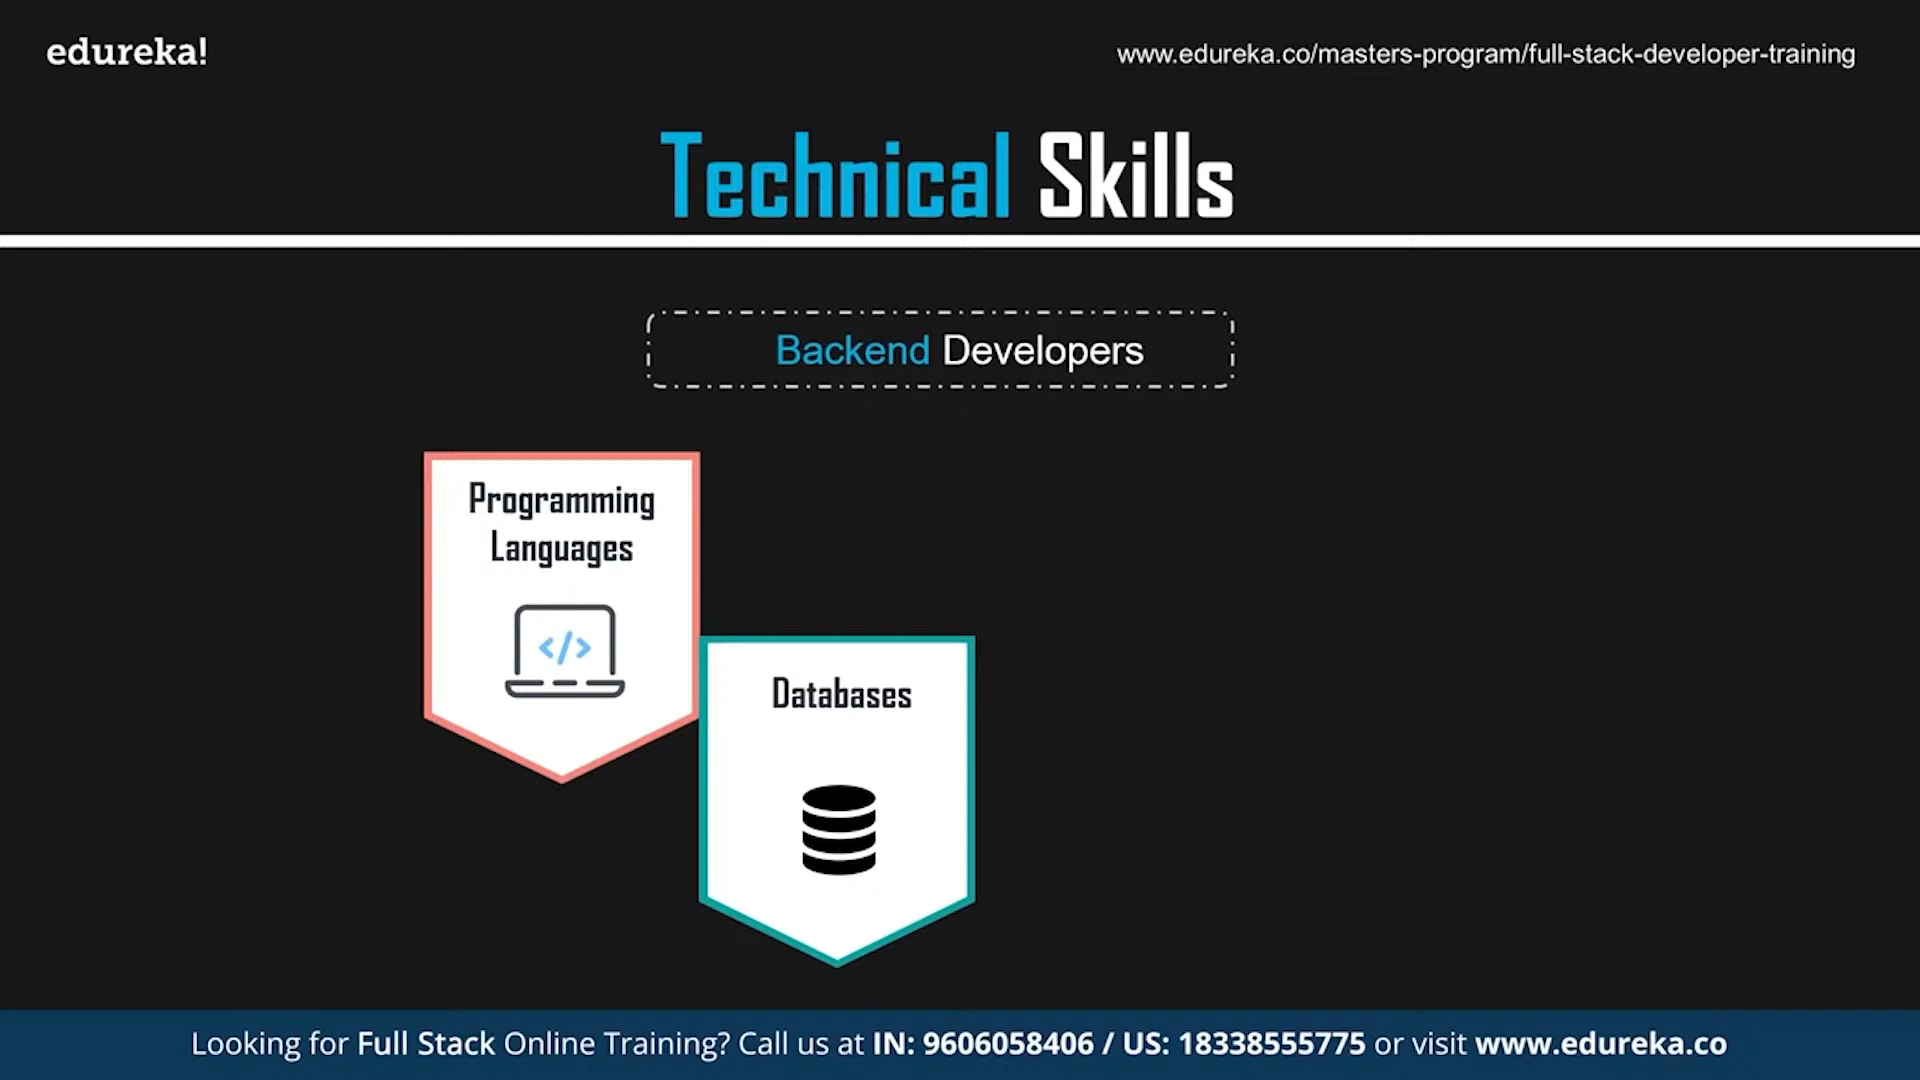 edureka!
www.edureka.co/masters-program/full-stack-developer-training
Technical Skills
Backend Developers
Programming
Languages
</>
Databases
Looking for Full Stack Online Training? Call us at IN: 9606058406 / US: 18338555775 or visit www.edureka.co